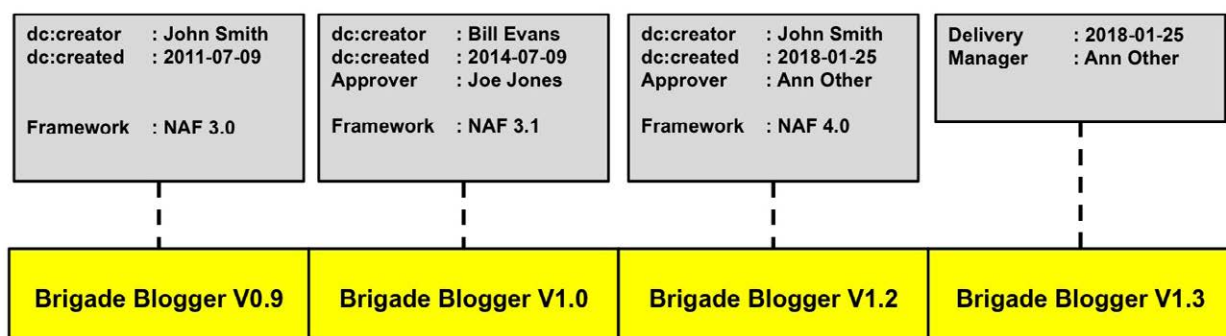 dc:creator : John Smith
dc:created : 2011-07-09
Framework : NAF 3.0
dc:creator : Bill Evans
dc:created : 2014-07-09
Approver : Joe Jones
Framework : NAF 3.1
dc:creator : John Smith
dc:created : 2018-01-25
Approver : Ann Other
Framework : NAF 4.0
Delivery : 2018-01-25
Manager : Ann Other
Brigade Blogger V0.9
Brigade Blogger V1.0
Brigade Blogger V1.2
Brigade Blogger V1.3